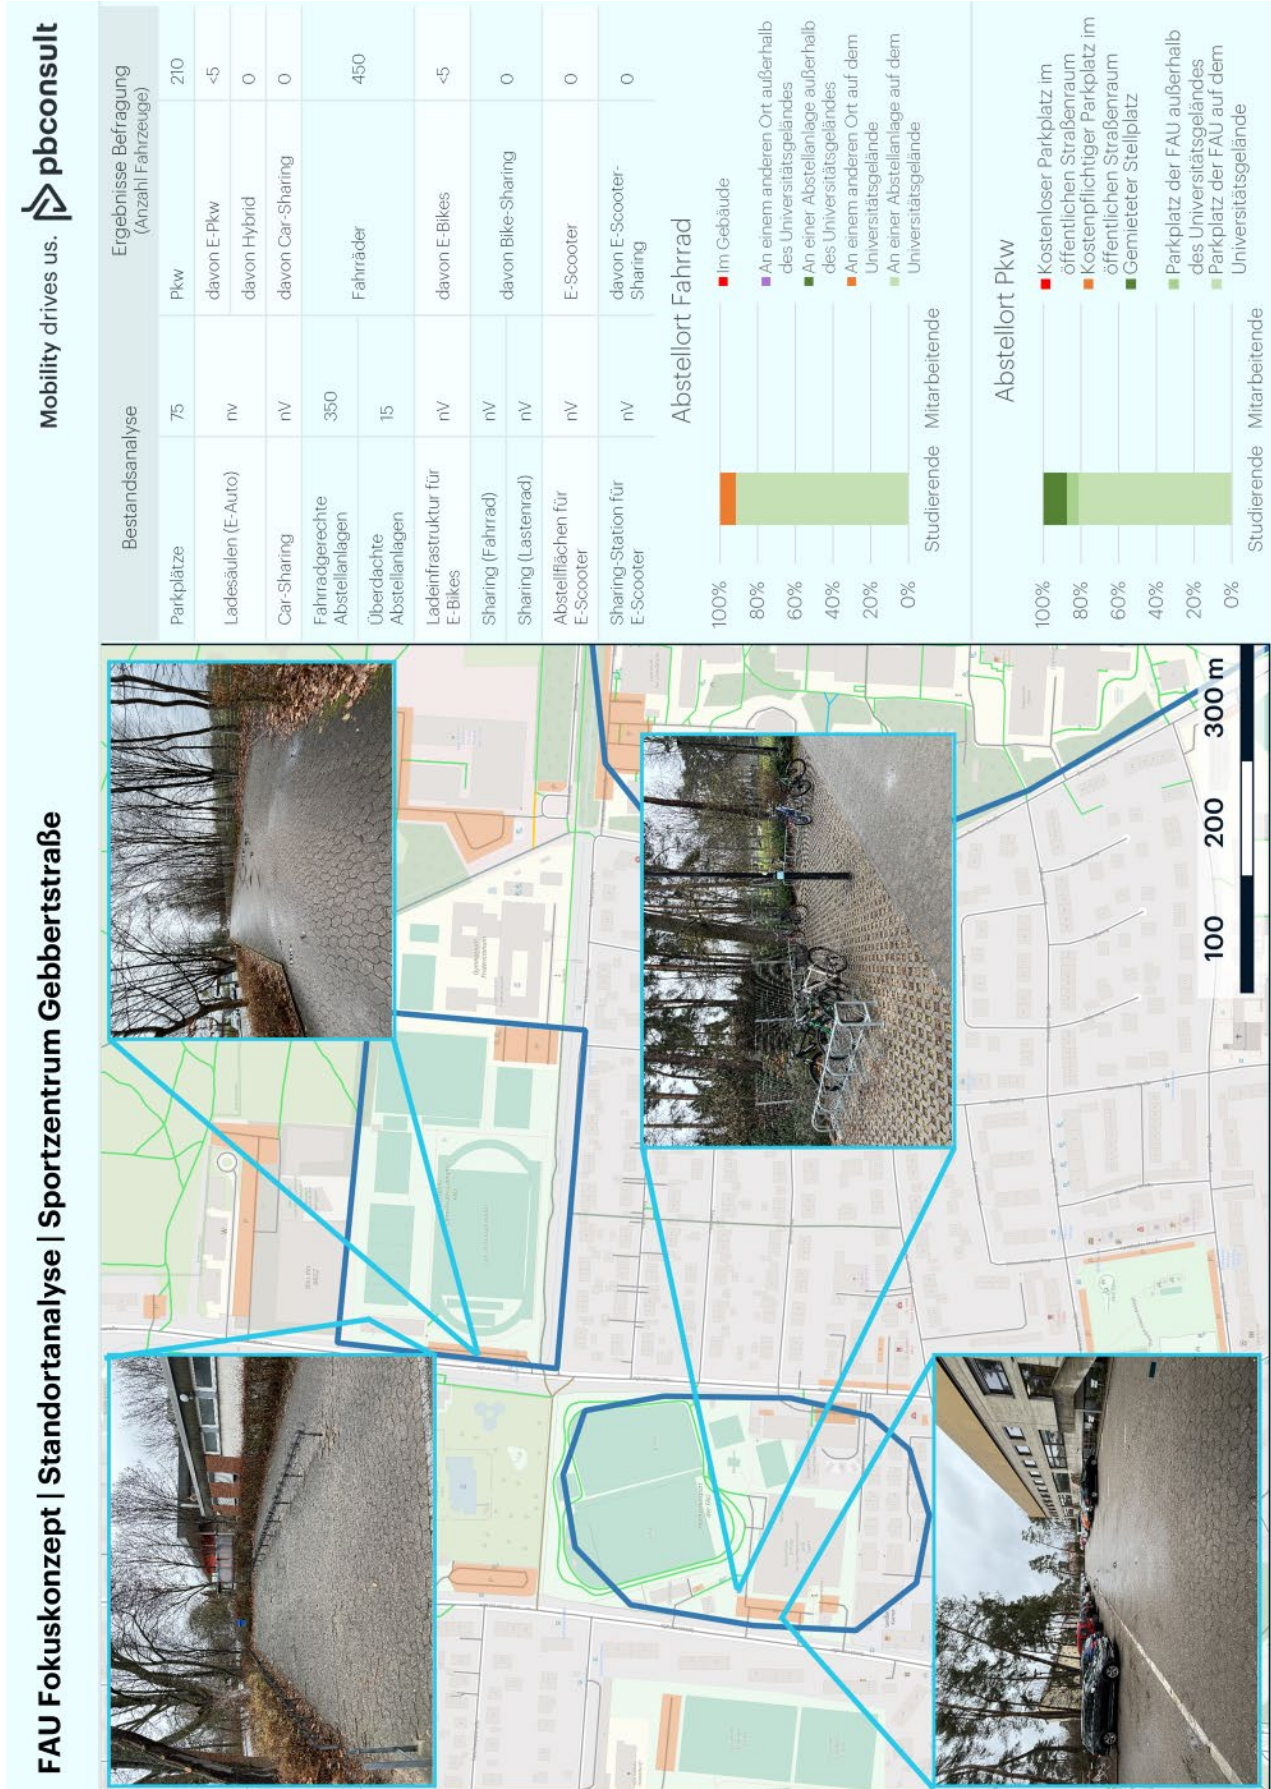 FAU Fokuskonzept | Standortanalyse | Sportzentrum Gebbertstraße
Mobility drives us. pbconsult
Bestandsanalyse
Ergebnisse Befragung
(Anzahl Fahrzeuge)
Parkplätze 75 Pkw 210
Ladesäulen (E-Auto) nv davon E-Pkw <5
davon Hybrid 0
Car-Sharing nV davon Car-Sharing 0
Fahrradgerechte
Abstellanlagen 350 Fahrräder 450
Überdachte
Abstellanlagen 15
Ladeinfrastruktur für
E-Bikes nV davon E-Bikes <5
Sharing (Fahrrad) nV davon Bike-Sharing 0
Sharing (Lastenrad) nV
Abstellflächen für
E-Scooter nV E-Scooter 0
Sharing-Station für
E-Scooter nV davon E-Scooter-
Sharing 0
Abstellort Fahrrad
100%
80%
60%
40%
20%
0%
Studierende Mitarbeitende
Im Gebäude
An einem anderen Ort außerhalb
des Universitätsgeländes
An einer Abstellanlage außerhalb
des Universitätsgeländes
An einem anderen Ort auf dem
Universitätsgelände
An einer Abstellanlage auf dem
Universitätsgelände
Abstellort Pkw
100%
80%
60%
40%
20%
0%
Studierende Mitarbeitende
Kostenloser Parkplatz im
öffentlichen Straßenraum
Kostenpflichtiger Parkplatz im
öffentlichen Straßenraum
Gemieteter Stellplatz
Parkplatz der FAU außerhalb
des Universitätsgeländes
Parkplatz der FAU auf dem
Universitätsgelände
100 200 300 m